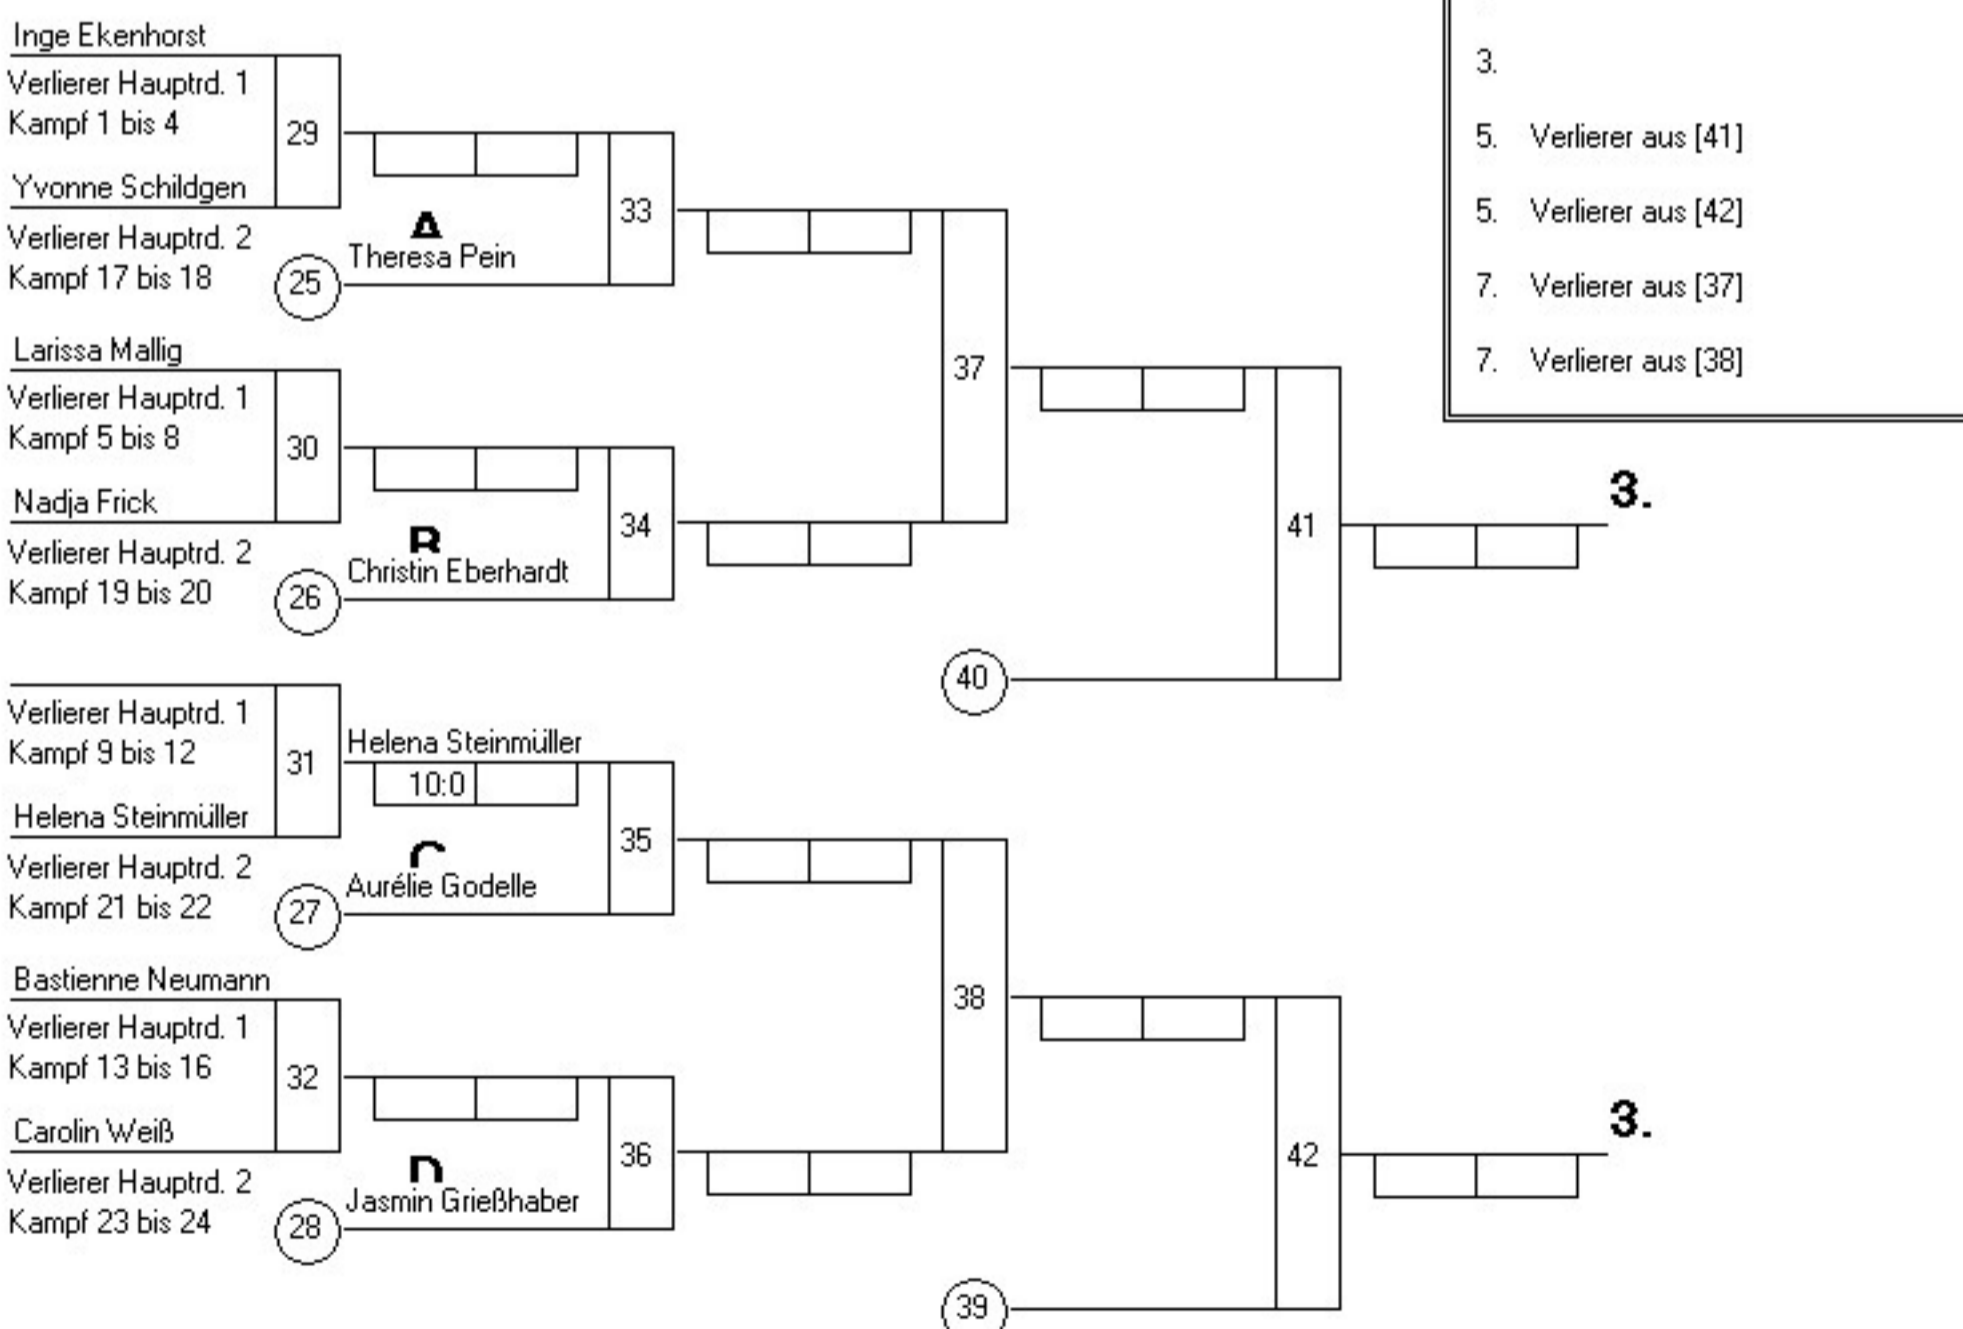 Inge Ekenhorst
Verlierer Hauptrd. 1
Kampf 1 bis 4
29
Yvonne Schildgen
Verlierer Hauptrd. 2
Kampf 17 bis 18
25
A
Theresa Pein
33
Larissa Mallig
Verlierer Hauptrd. 1
Kampf 5 bis 8
30
Nadja Frick
Verlierer Hauptrd. 2
Kampf 19 bis 20
26
B
Christin Eberhardt
34
37
40
41
3.
Verlierer Hauptrd. 1
Kampf 9 bis 12
31
Helena Steinmüller
10:0
Helena Steinmüller
Verlierer Hauptrd. 2
Kampf 21 bis 22
27
C
Aurélie Godelle
35
Bastienne Neumann
Verlierer Hauptrd. 1
Kampf 13 bis 16
32
Carolin Weiß
Verlierer Hauptrd. 2
Kampf 23 bis 24
28
D
Jasmin Grießhaber
36
38
39
42
3.
3.
5. Verlierer aus [41]
5. Verlierer aus [42]
7. Verlierer aus [37]
7. Verlierer aus [38]